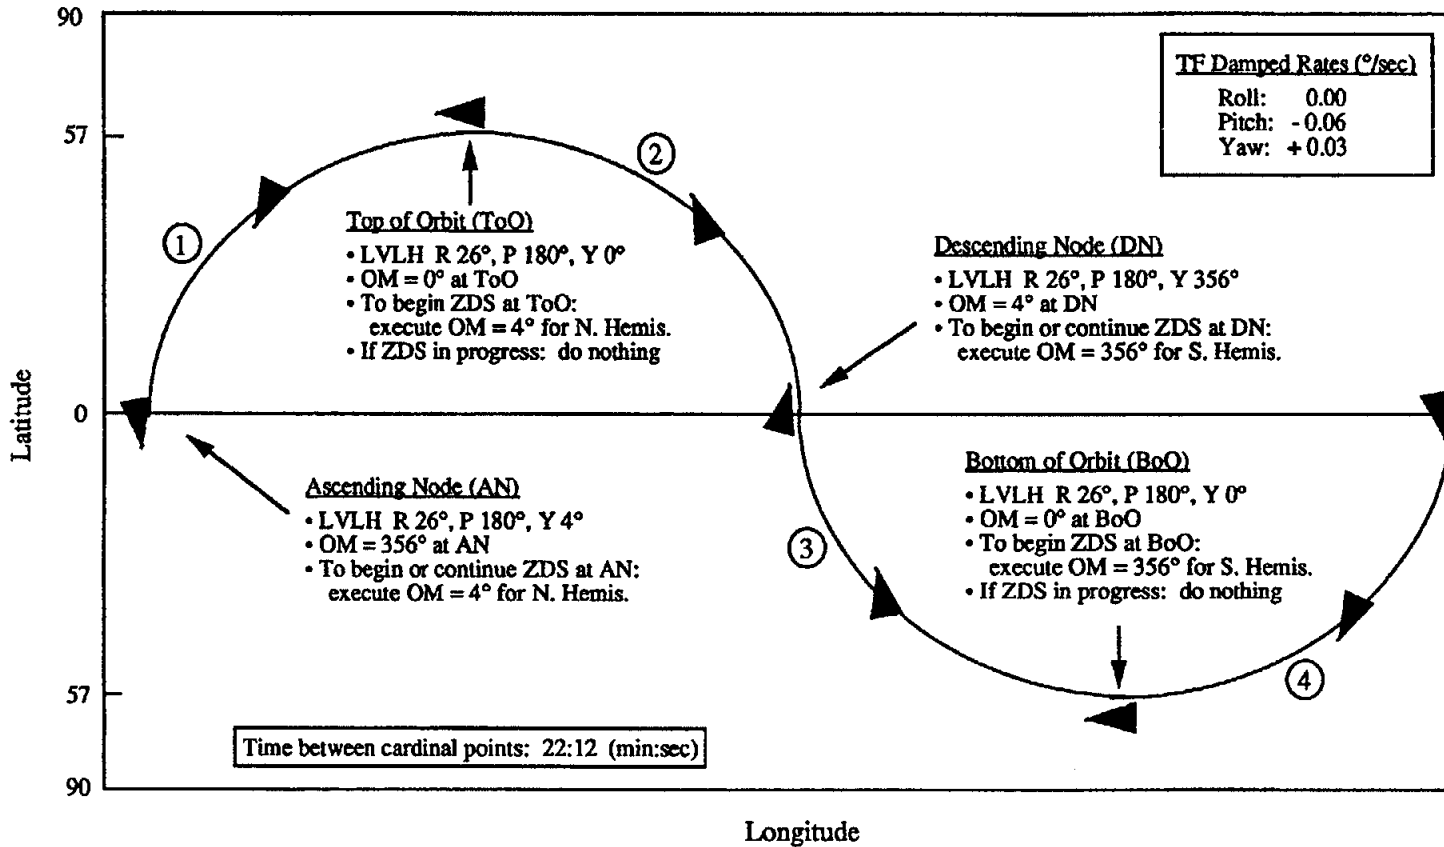 90
57
0
57
90
Latitude
Longitude
TF Damped Rates (°/sec)
Roll: 0.00
Pitch: - 0.06
Yaw: + 0.03
1
2
3
4
Top of Orbit (ToO)
• LVLH R 26°, P 180°, Y 0°
• OM = 0° at ToO
• To begin ZDS at ToO:
execute OM = 4° for N. Hemis.
• If ZDS in progress: do nothing
Descending Node (DN)
• LVLH R 26°, P 180°, Y 356°
• OM = 4° at DN
• To begin or continue ZDS at DN:
execute OM = 356° for S. Hemis.
Ascending Node (AN)
• LVLH R 26°, P 180°, Y 4°
• OM = 356° at AN
• To begin or continue ZDS at AN:
execute OM = 4° for N. Hemis.
Bottom of Orbit (BoO)
• LVLH R 26°, P 180°, Y 0°
• OM = 0° at BoO
• To begin ZDS at BoO:
execute OM = 356° for S. Hemis.
• If ZDS in progress: do nothing
Time between cardinal points: 22:12 (min:sec)